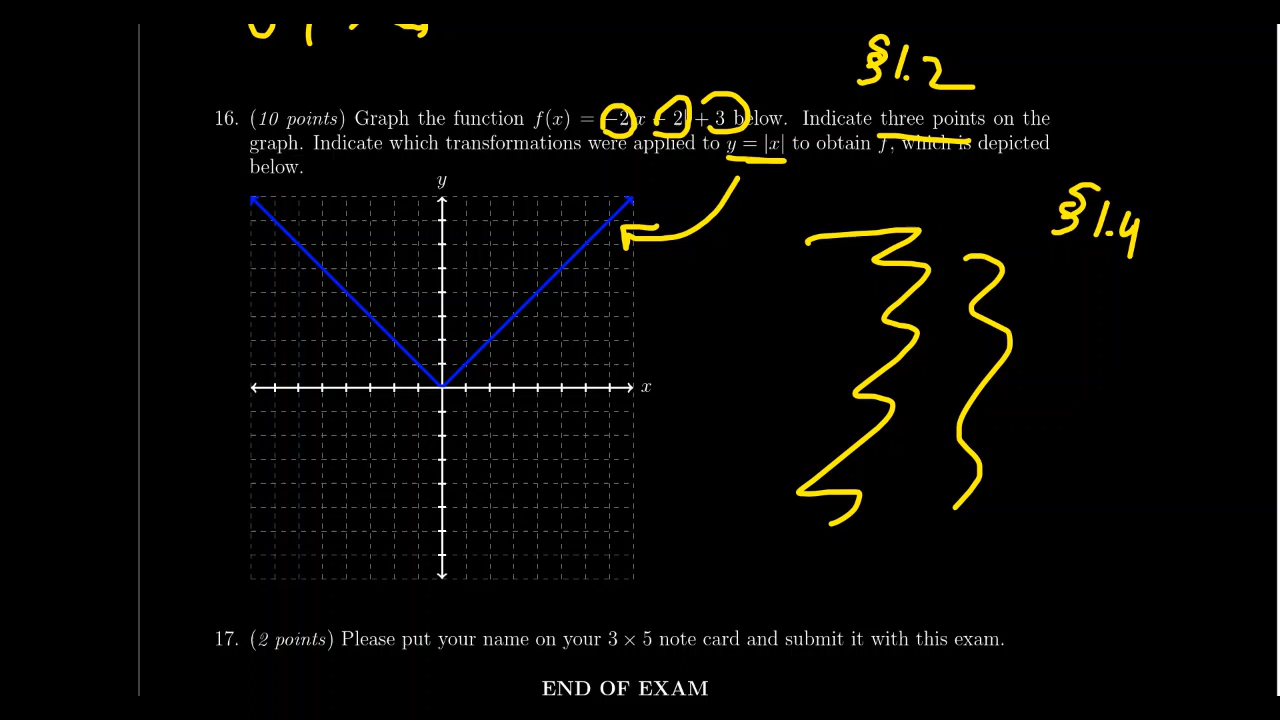 §1.2
16. (10 points) Graph the function f(x) = −2|x − 2| + 3 below. Indicate three points on the
graph. Indicate which transformations were applied to y = |x| to obtain f, which is depicted
below.
y
§1.4
x
17. (2 points) Please put your name on your 3 × 5 note card and submit it with this exam.
END OF EXAM